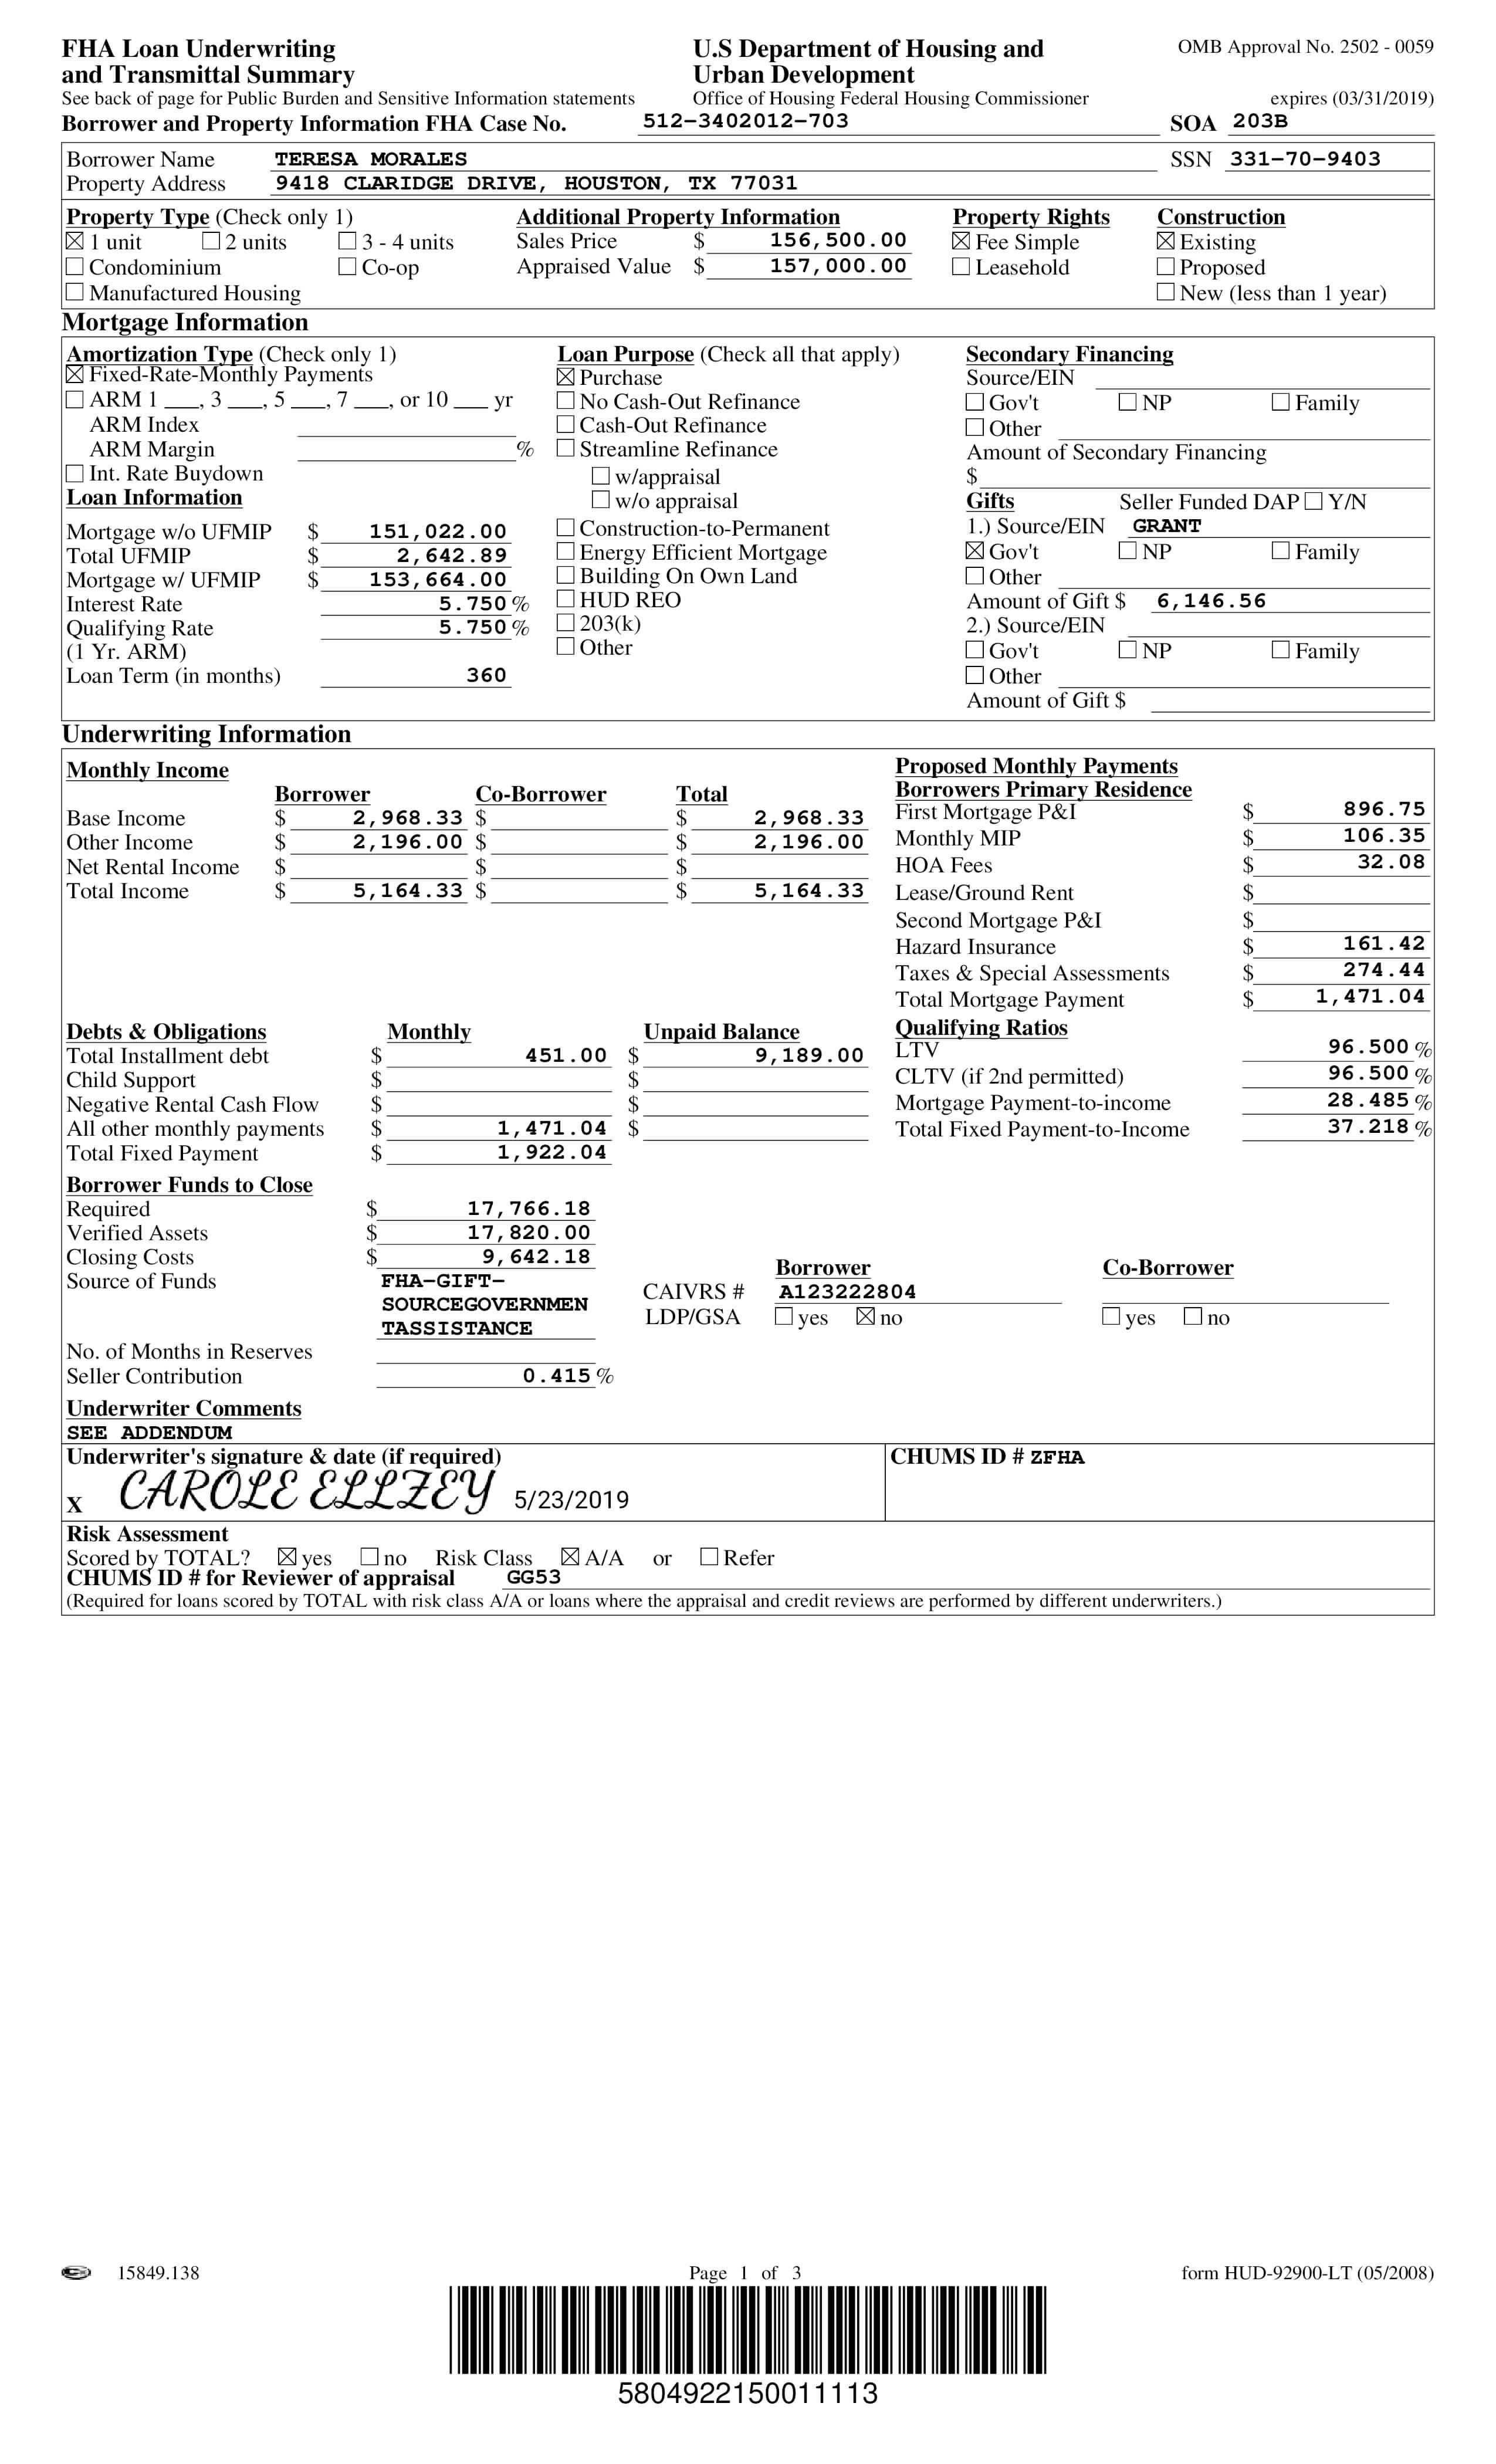 FHA Loan Underwriting
and Transmittal Summary
See back of page for Public Burden and Sensitive Information statements
U.S Department of Housing and
Urban Development
Office of Housing Federal Housing Commissioner
OMB Approval No. 2502 - 0059
expires (03/31/2019)
Borrower and Property Information FHA Case No. 512-3402012-703 SOA 203B
Borrower Name TERESA MORALES SSN 331-70-9403
Property Address 9418 CLARIDGE DRIVE, HOUSTON, TX 77031
Property Type (Check only 1)
☒ 1 unit ☐ 2 units ☐ 3 - 4 units
☐ Condominium ☐ Co-op
☐ Manufactured Housing
Additional Property Information
Sales Price $ 156,500.00
Appraised Value $ 157,000.00
Property Rights
☒ Fee Simple
☐ Leasehold
Construction
☒ Existing
☐ Proposed
☐ New (less than 1 year)
Mortgage Information
Amortization Type (Check only 1)
☒ Fixed-Rate-Monthly Payments
☐ ARM 1 ___, 3 ___, 5 ___, 7 ___, or 10 ___ yr
ARM Index
ARM Margin %
☐ Int. Rate Buydown
Loan Information
Mortgage w/o UFMIP $ 151,022.00
Total UFMIP $ 2,642.89
Mortgage w/ UFMIP $ 153,664.00
Interest Rate 5.750 %
Qualifying Rate 5.750 %
(1 Yr. ARM)
Loan Term (in months) 360
Loan Purpose (Check all that apply)
☒ Purchase
☐ No Cash-Out Refinance
☐ Cash-Out Refinance
☐ Streamline Refinance
☐ w/appraisal
☐ w/o appraisal
☐ Construction-to-Permanent
☐ Energy Efficient Mortgage
☐ Building On Own Land
☐ HUD REO
☐ 203(k)
☐ Other
Secondary Financing
Source/EIN
☐ Gov't ☐ NP ☐ Family
☐ Other
Amount of Secondary Financing
$
Gifts Seller Funded DAP ☐ Y/N
1.) Source/EIN GRANT
☒ Gov't ☐ NP ☐ Family
☐ Other
Amount of Gift $ 6,146.56
2.) Source/EIN
☐ Gov't ☐ NP ☐ Family
☐ Other
Amount of Gift $
Underwriting Information
Monthly Income
Borrower Co-Borrower Total
Base Income $ 2,968.33 $ $ 2,968.33
Other Income $ 2,196.00 $ $ 2,196.00
Net Rental Income $ $ $
Total Income $ 5,164.33 $ $ 5,164.33
Proposed Monthly Payments
Borrowers Primary Residence
First Mortgage P&I $ 896.75
Monthly MIP $ 106.35
HOA Fees $ 32.08
Lease/Ground Rent $
Second Mortgage P&I $
Hazard Insurance $ 161.42
Taxes & Special Assessments $ 274.44
Total Mortgage Payment $ 1,471.04
Debts & Obligations Monthly Unpaid Balance
Total Installment debt $ 451.00 $ 9,189.00
Child Support $ $
Negative Rental Cash Flow $ $
All other monthly payments $ 1,471.04 $
Total Fixed Payment $ 1,922.04
Qualifying Ratios
LTV 96.500 %
CLTV (if 2nd permitted) 96.500 %
Mortgage Payment-to-income 28.485 %
Total Fixed Payment-to-Income 37.218 %
Borrower Funds to Close
Required $ 17,766.18
Verified Assets $ 17,820.00
Closing Costs $ 9,642.18
Source of Funds FHA-GIFT-
SOURCEGOVERNMEN
TASSISTANCE
No. of Months in Reserves
Seller Contribution 0.415 %
Borrower Co-Borrower
CAIVRS # A123222804
LDP/GSA ☐ yes ☒ no ☐ yes ☐ no
Underwriter Comments
SEE ADDENDUM
Underwriter's signature & date (if required)
X CAROLE ELLZEY 5/23/2019
CHUMS ID # ZFHA
Risk Assessment
Scored by TOTAL? ☒ yes ☐ no Risk Class ☒ A/A or ☐ Refer
CHUMS ID # for Reviewer of appraisal GG53
(Required for loans scored by TOTAL with risk class A/A or loans where the appraisal and credit reviews are performed by different underwriters.)
15849.138 Page 1 of 3 form HUD-92900-LT (05/2008)
5804922150011113